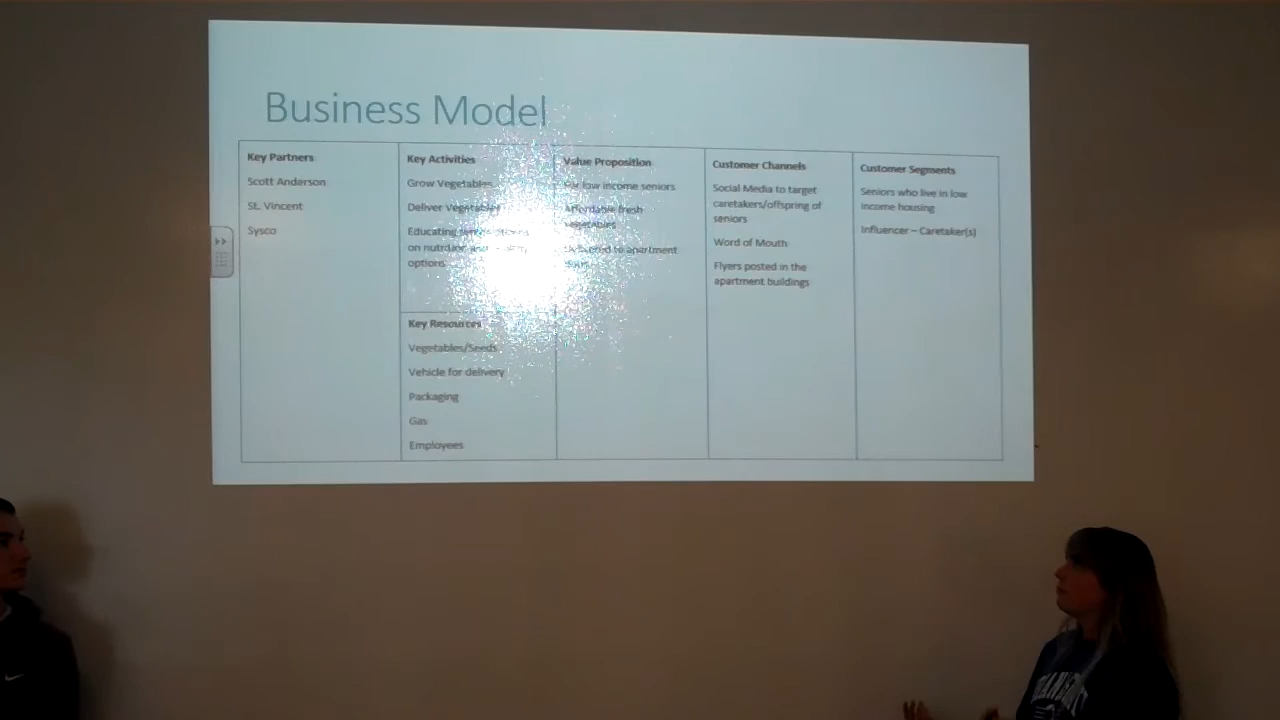 Business Model
Key Partners
Scott Anderson
St. Vincent
Sysco
Key Activities
Grow Vegetables
Deliver Vegetables
Educating
on nutrition and
options
Key Resources
Vegetables/Seeds
Vehicle for delivery
Packaging
Gas
Employees
Value Proposition
For low income seniors
Affordable fresh
vegetables
Delivered to apartment
Customer Channels
Social Media to target
caretakers/offspring of
seniors
Word of Mouth
Flyers posted in the
apartment buildings
Customer Segments
Seniors who live in low
income housing
Influencer – Caretaker(s)